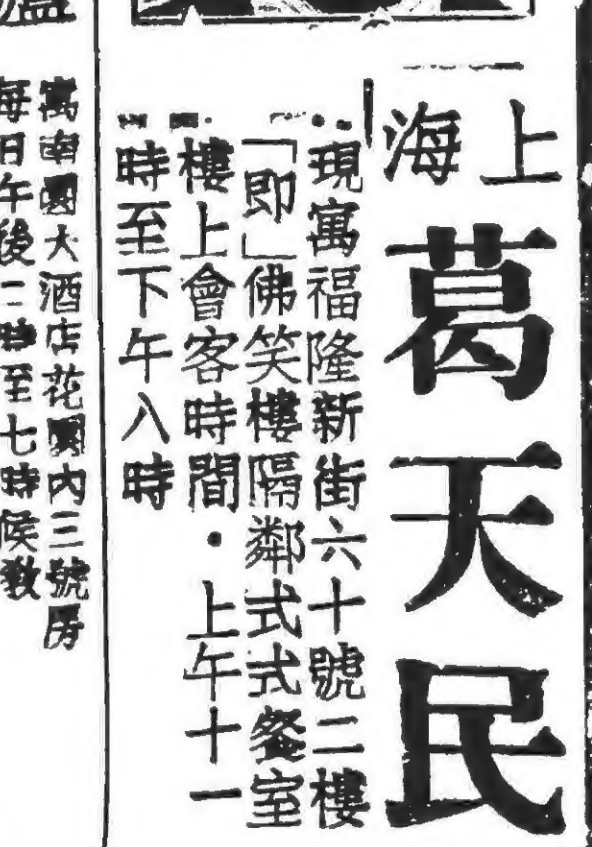 上海
葛天民
現寓福隆新街六十號二樓
「即」佛笑樓隔鄰式式餐室
樓上會客時間・上午十一
時至下午八時
寓南園大酒店花園內三號房
每日午後二時至七時候教